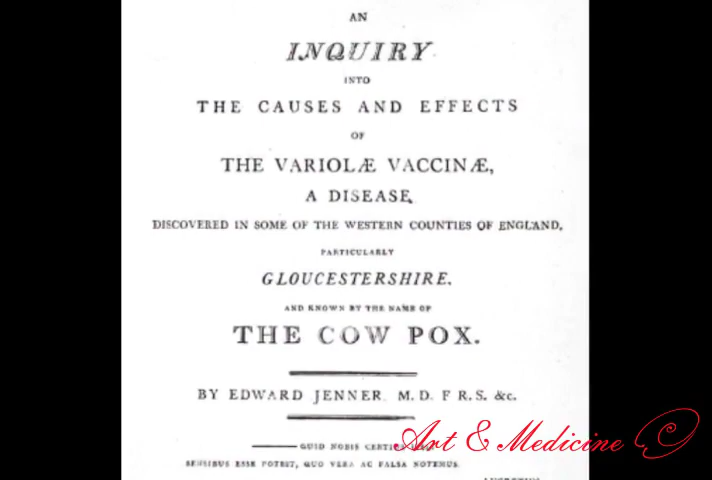 AN
INQUIRY
INTO
THE CAUSES AND EFFECTS
OF
THE VARIOLÆ VACCINÆ,
A DISEASE,
DISCOVERED IN SOME OF THE WESTERN COUNTIES OF ENGLAND,
PARTICULARLY
GLOUCESTERSHIRE,
AND KNOWN BY THE NAME OF
THE COW POX.
BY EDWARD JENNER, M.D. F R.S. &c.
QUID NOBIS CERTIUS
SENSIBUS ESSE POTEST, QUO VERA AC FALSA NOTEMUS.
Art & Medicine